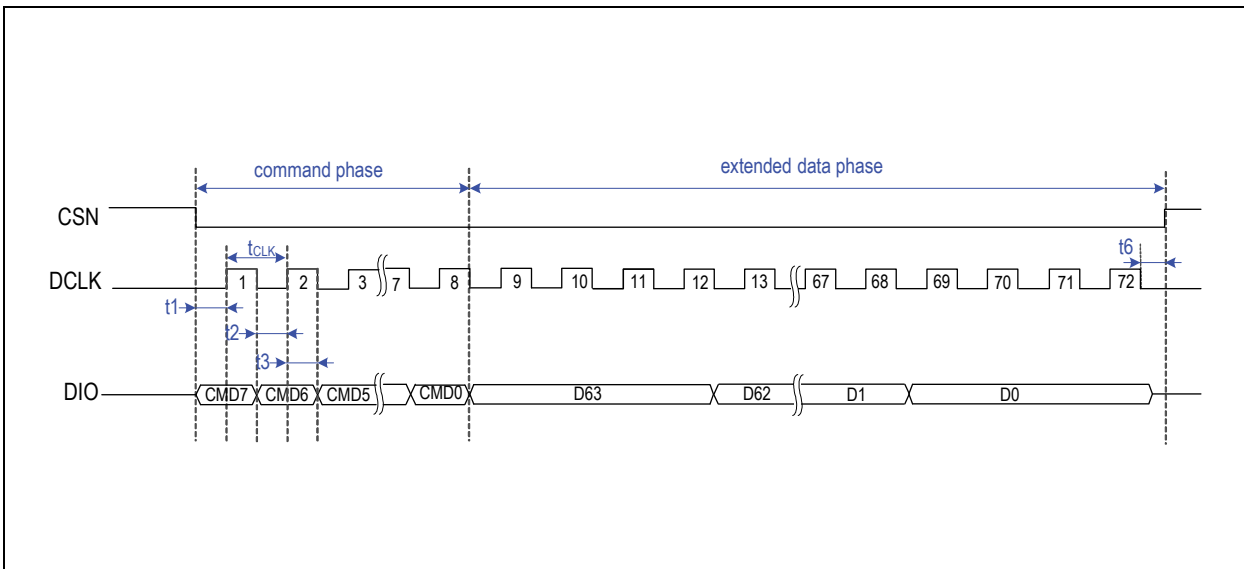 command phase extended data phase
CSN
tCLK t6
DCLK 1 2 3 7 8 9 10 11 12 13 67 68 69 70 71 72
t1
t2
t3
DIO CMD7 CMD6 CMD5 CMD0 D63 D62 D1 D0